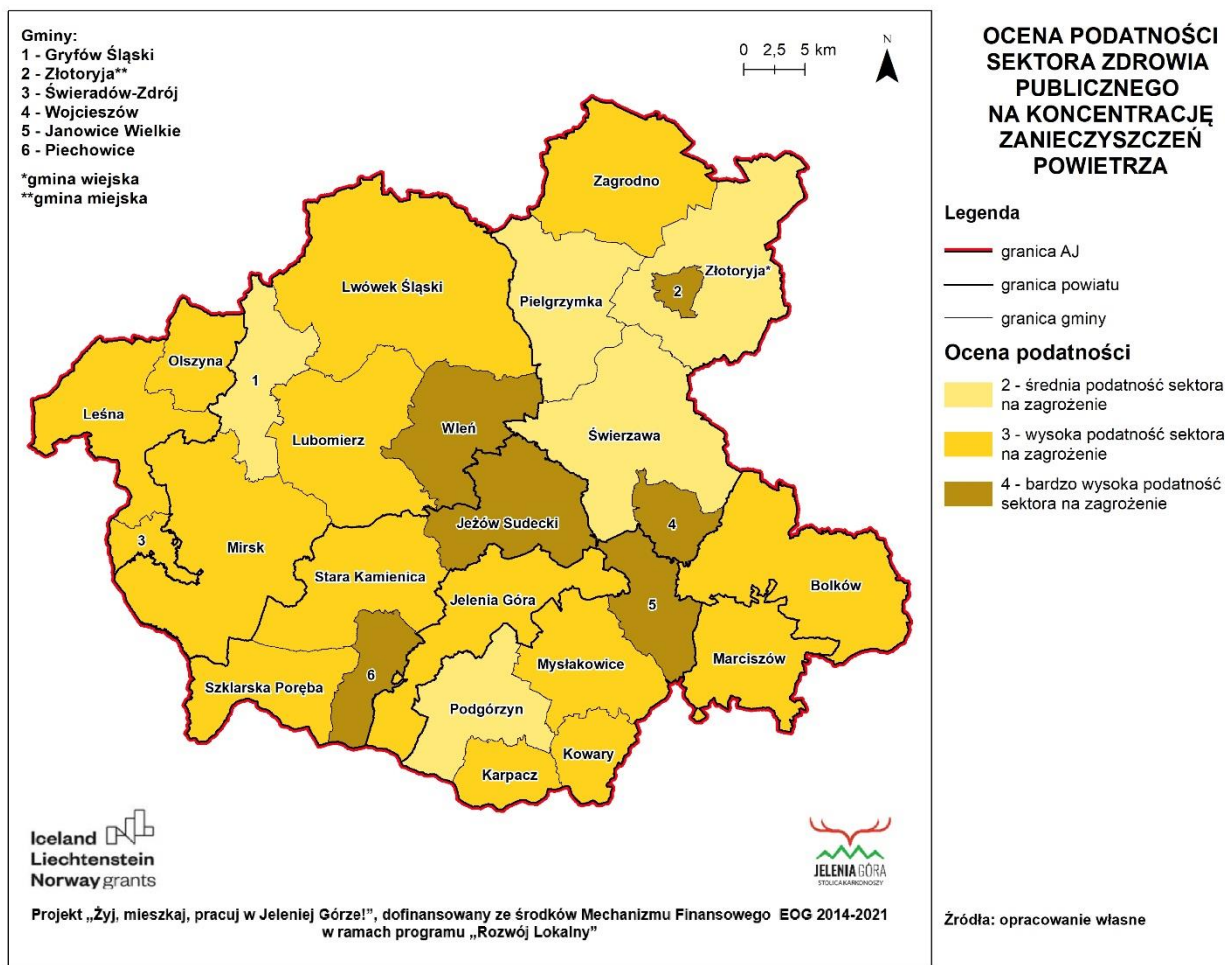 Gminy:
1 - Gryfów Śląski
2 - Złotoryja**
3 - Świeradów-Zdrój
4 - Wojcieszów
5 - Janowice Wielkie
6 - Piechowice
*gmina wiejska
**gmina miejska
0 2,5 5 km
N
Zagrodno
Złotoryja*
2
Pielgrzymka
Lwówek Śląski
Olszyna
1
Leśna
Lubomierz
Wleń
Świerzawa
4
Jeżów Sudecki
3
Mirsk
Stara Kamienica
Jelenia Góra
5
Bolków
Mysłakowice
Marciszów
6
Szklarska Poręba
Podgórzyn
Kowary
Karpacz
Iceland
Liechtenstein
Norway grants
JELENIA GÓRA
STOLICA KARKONOSZY
Projekt „Żyj, mieszkaj, pracuj w Jeleniej Górze!”, dofinansowany ze środków Mechanizmu Finansowego EOG 2014-2021
w ramach programu „Rozwój Lokalny”
OCENA PODATNOŚCI
SEKTORA ZDROWIA
PUBLICZNEGO
NA KONCENTRACJĘ
ZANIECZYSZCZEŃ
POWIETRZA
Legenda
granica AJ
granica powiatu
granica gminy
Ocena podatności
2 - średnia podatność sektora
na zagrożenie
3 - wysoka podatność sektora
na zagrożenie
4 - bardzo wysoka podatność
sektora na zagrożenie
Źródła: opracowanie własne